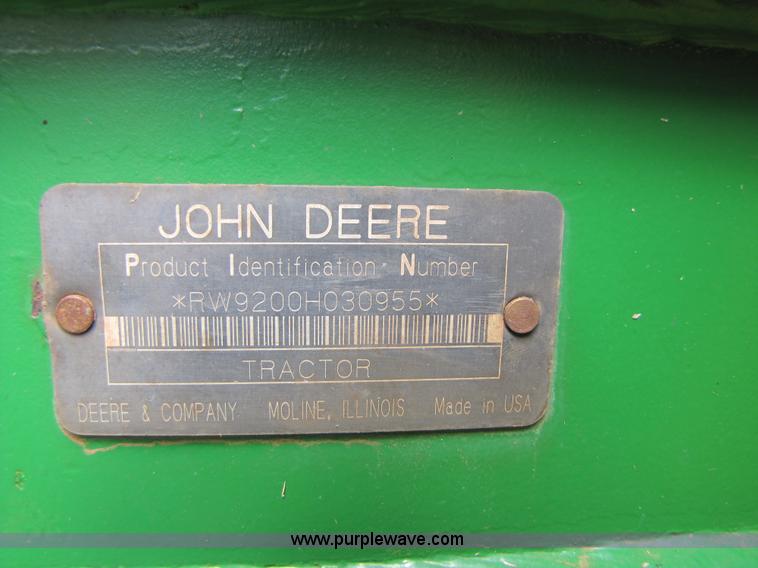 JOHN DEERE
Product Identification Number
*RW9200H030955*
TRACTOR
DEERE & COMPANY MOLINE, ILLINOIS Made in USA
www.purplewave.com